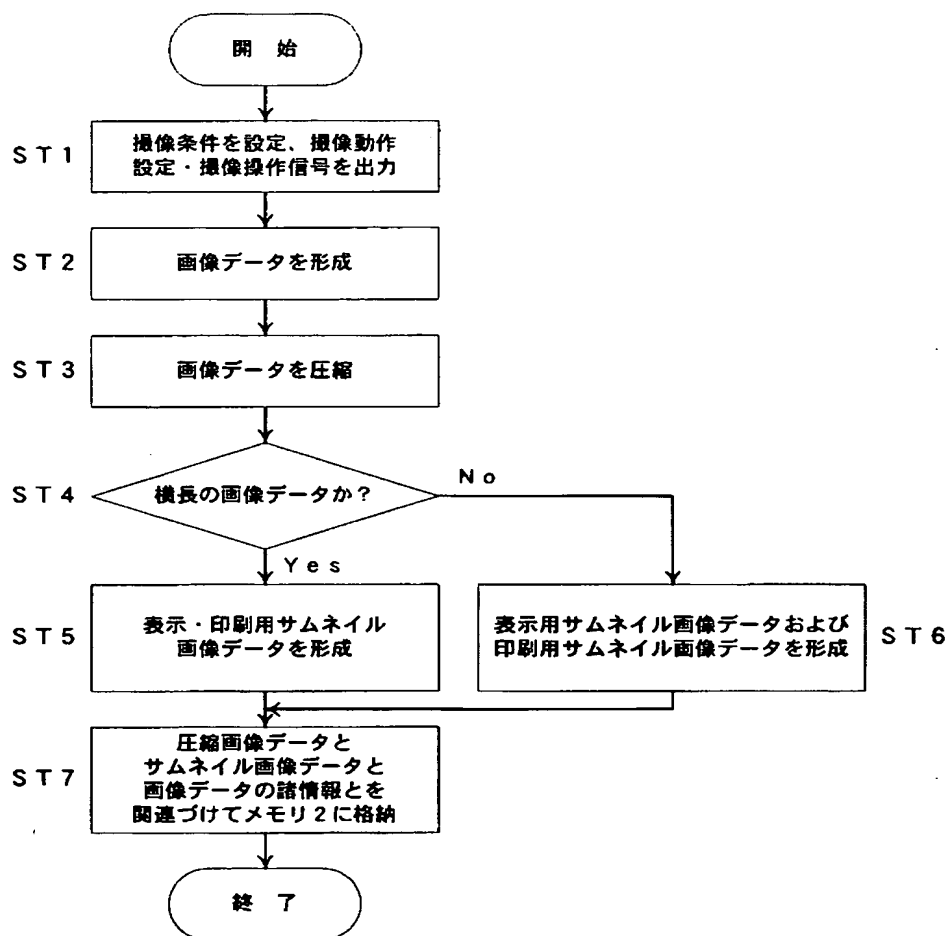 開 始
ST1
撮像条件を設定、撮像動作
設定・撮像操作信号を出力
ST2
画像データを形成
ST3
画像データを圧縮
ST4
横長の画像データか？
No
Yes
ST5
表示・印刷用サムネイル
画像データを形成
表示用サムネイル画像データおよび
印刷用サムネイル画像データを形成
ST6
ST7
圧縮画像データと
サムネイル画像データと
画像データの諸情報とを
関連づけてメモリ２に格納
終 了